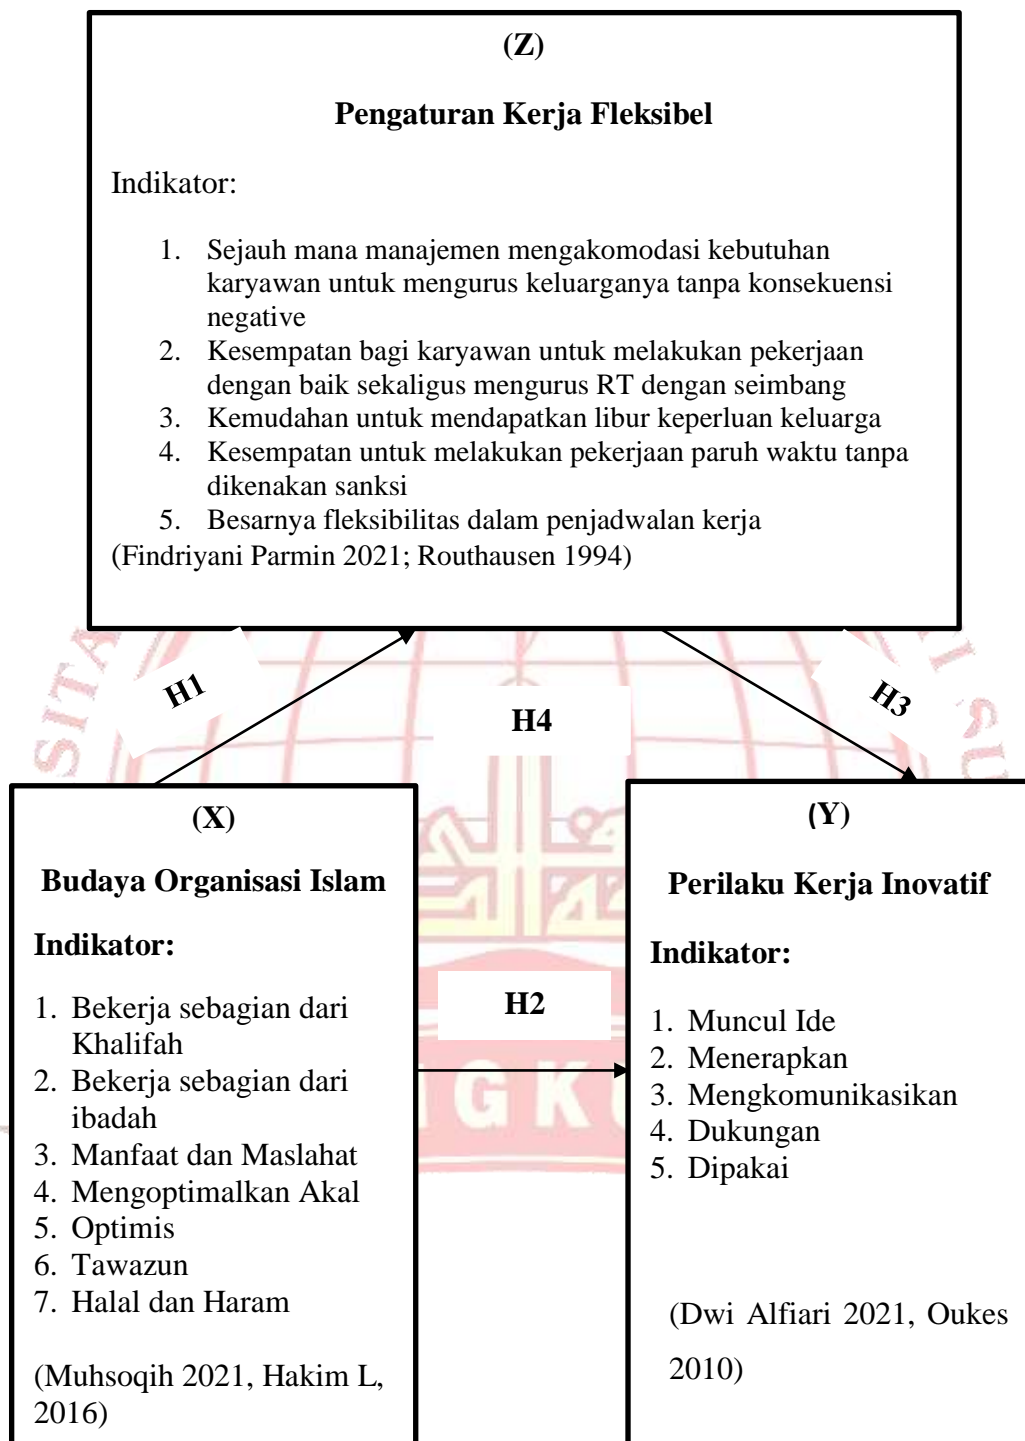 (Z)
Pengaturan Kerja Fleksibel
Indikator:
1. Sejauh mana manajemen mengakomodasi kebutuhan
karyawan untuk mengurus keluarganya tanpa konsekuensi
negative
2. Kesempatan bagi karyawan untuk melakukan pekerjaan
dengan baik sekaligus mengurus RT dengan seimbang
3. Kemudahan untuk mendapatkan libur keperluan keluarga
4. Kesempatan untuk melakukan pekerjaan paruh waktu tanpa
dikenakan sanksi
5. Besarnya fleksibilitas dalam penjadwalan kerja
(Findriyani Parmin 2021; Routhausen 1994)
H1
H3
H4
(X)
Budaya Organisasi Islam
Indikator:
1. Bekerja sebagian dari
Khalifah
2. Bekerja sebagian dari
ibadah
3. Manfaat dan Maslahat
4. Mengoptimalkan Akal
5. Optimis
6. Tawazun
7. Halal dan Haram
(Muhsoqih 2021, Hakim L,
2016)
H2
(Y)
Perilaku Kerja Inovatif
Indikator:
1. Muncul Ide
2. Menerapkan
3. Mengkomunikasikan
4. Dukungan
5. Dipakai
(Dwi Alfiari 2021, Oukes
2010)